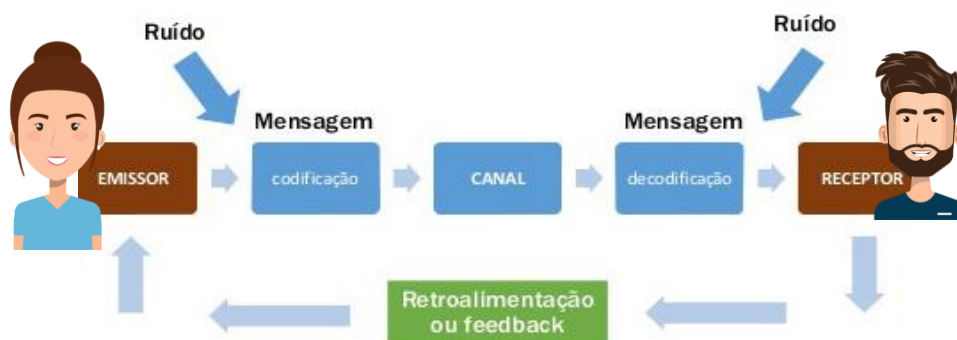 Ruído
Ruído
Mensagem
Mensagem
EMISSOR
codificação
CANAL
decodificação
RECEPTOR
Retroalimentação
ou feedback